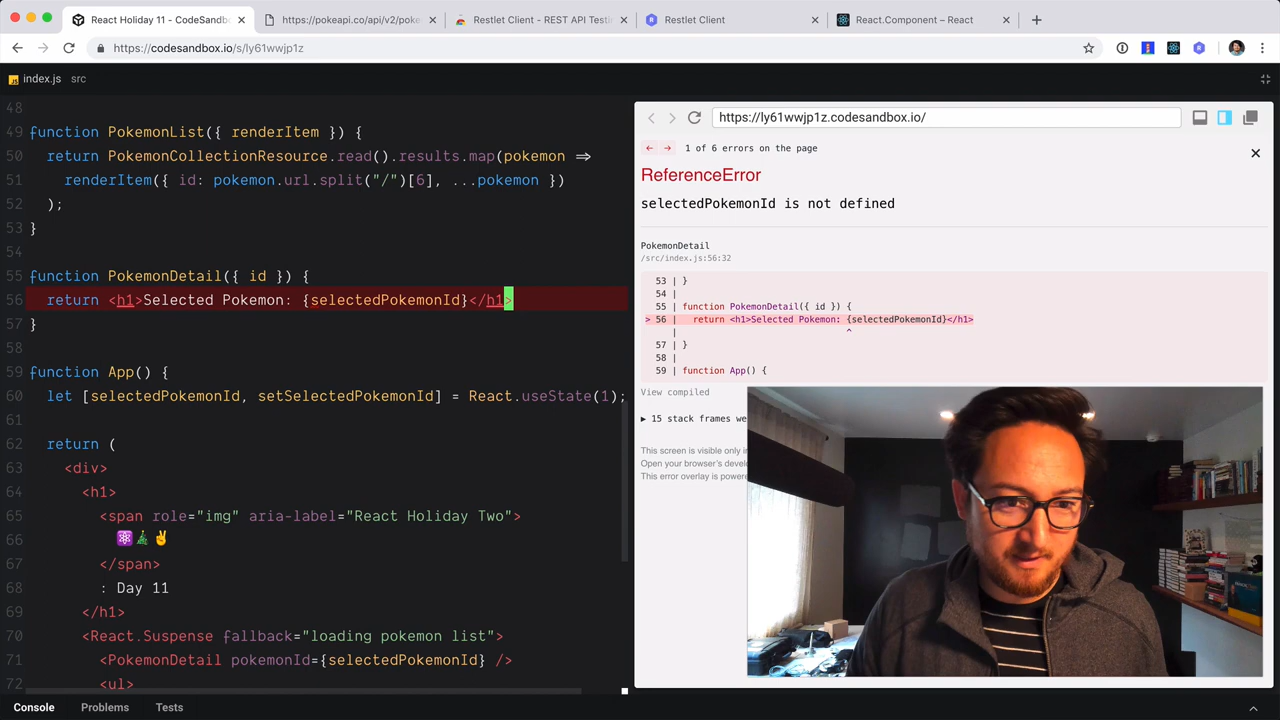 React Holiday 11 - CodeSandb
https://pokeapi.co/api/v2/poke
Restlet Client - REST API Testi
Restlet Client
React.Component – React
https://codesandbox.io/s/ly61wwjp1z
JS index.js src
48
49 function PokemonList({ renderItem }) {
50 return PokemonCollectionResource.read().results.map(pokemon =>
51 renderItem({ id: pokemon.url.split("/")[6], ...pokemon })
52 );
53 }
54
55 function PokemonDetail({ id }) {
56 return <h1>Selected Pokemon: {selectedPokemonId}</h1>
57 }
58
59 function App() {
60 let [selectedPokemonId, setSelectedPokemonId] = React.useState(1);
61
62 return (
63 <div>
64 <h1>
65 <span role="img" aria-label="React Holiday Two">
66 ⚛️🎄✌️
67 </span>
68 : Day 11
69 </h1>
70 <React.Suspense fallback="loading pokemon list">
71 <PokemonDetail pokemonId={selectedPokemonId} />
72 <ul>
Console Problems Tests
https://ly61wwjp1z.codesandbox.io/
← → 1 of 6 errors on the page
ReferenceError
selectedPokemonId is not defined
PokemonDetail
/src/index.js:56:32
53 | }
54 |
55 | function PokemonDetail({ id }) {
> 56 | return <h1>Selected Pokemon: {selectedPokemonId}</h1>
| ^
57 | }
58 |
59 | function App() {
View compiled
▶ 15 stack frames we
This screen is visible only in
Open your browser's devel
This error overlay is powere